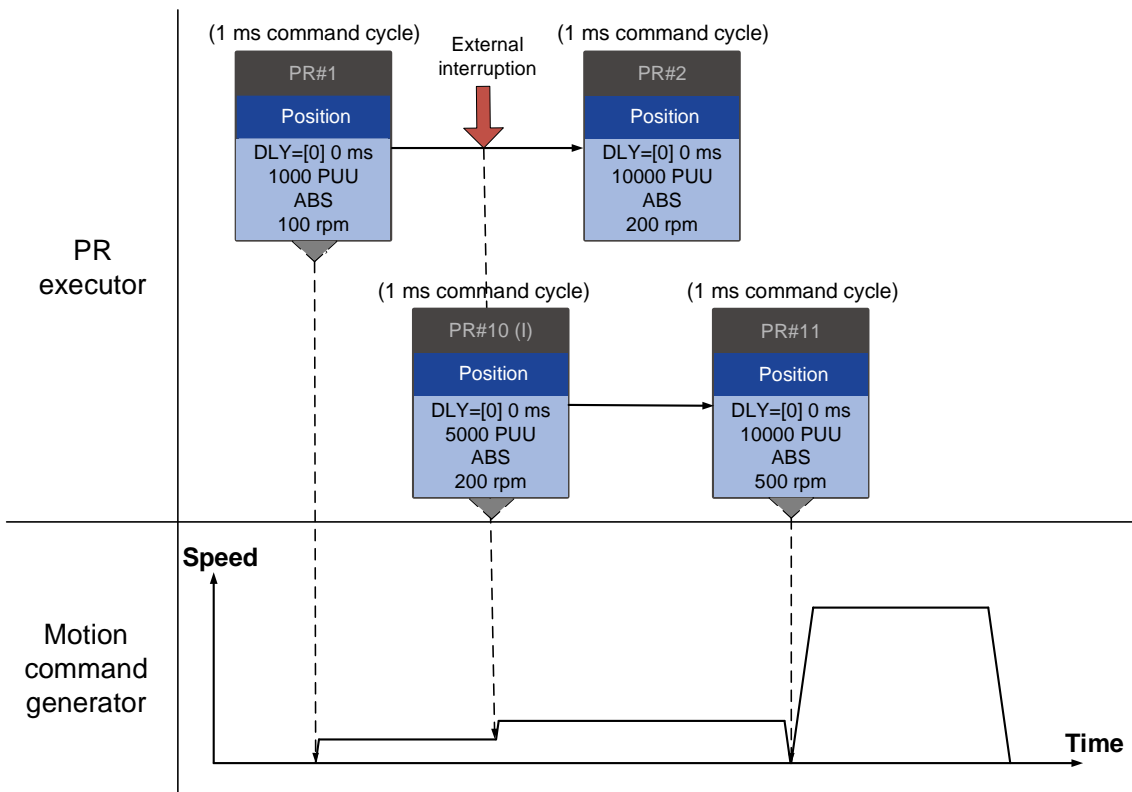 PR
executor
(1 ms command cycle)
PR#1
Position
DLY=[0] 0 ms
1000 PUU
ABS
100 rpm
External
interruption
(1 ms command cycle)
PR#2
Position
DLY=[0] 0 ms
10000 PUU
ABS
200 rpm
(1 ms command cycle)
PR#10 (I)
Position
DLY=[0] 0 ms
5000 PUU
ABS
200 rpm
(1 ms command cycle)
PR#11
Position
DLY=[0] 0 ms
10000 PUU
ABS
500 rpm
Motion
command
generator
Speed
Time